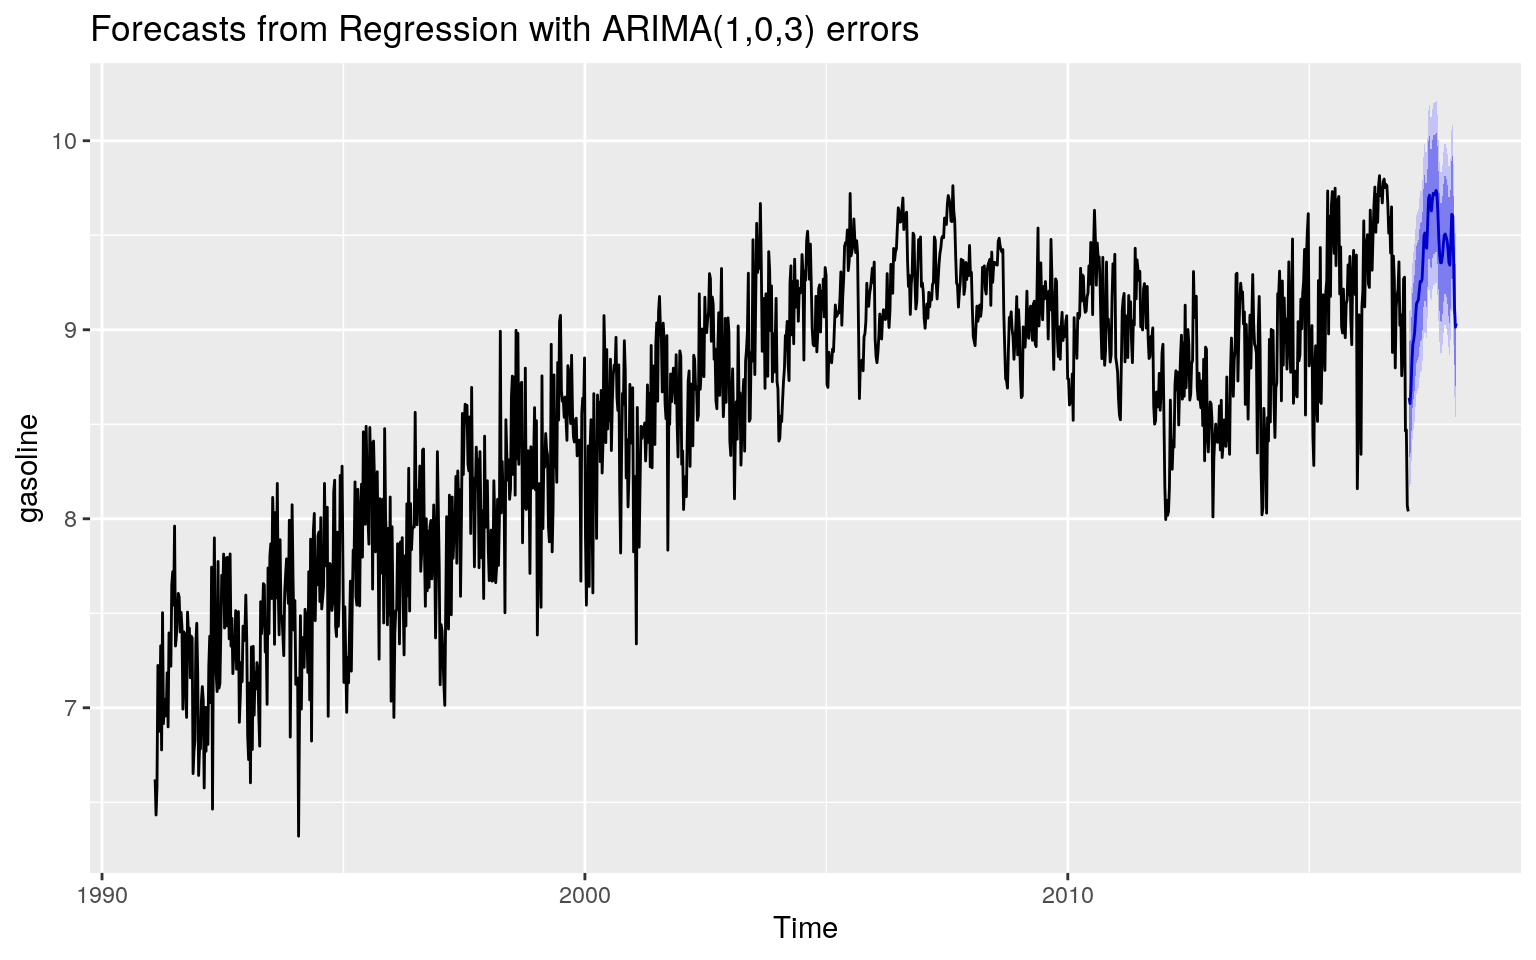 Forecasts from Regression with ARIMA(1,0,3) errors
10
9
8
7
gasoline
1990
2000
2010
Time